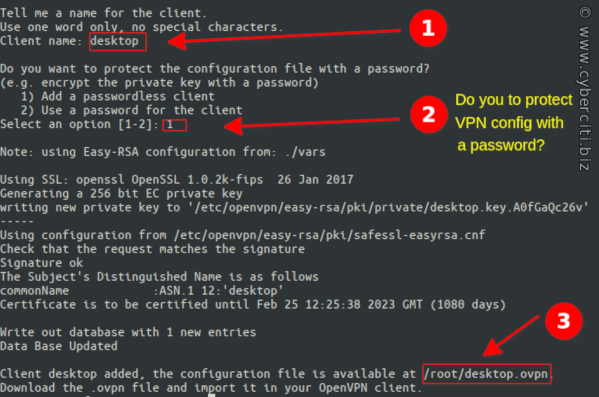 Tell me a name for the client.
Use one word only, no special characters.
Client name: desktop
1
Do you want to protect the configuration file with a password?
(e.g. encrypt the private key with a password)
1) Add a passwordless client
2) Use a password for the client
Select an option [1-2]: 1
2
Do you to protect
VPN config with
a password?
Note: using Easy-RSA configuration from: ./vars
Using SSL: openssl OpenSSL 1.0.2k-fips  26 Jan 2017
Generating a 256 bit EC private key
writing new private key to '/etc/openvpn/easy-rsa/pki/private/desktop.key.A0fGaQc26v'
-----
Using configuration from /etc/openvpn/easy-rsa/pki/safessl-easyrsa.cnf
Check that the request matches the signature
Signature ok
The Subject's Distinguished Name is as follows
commonName            :ASN.1 12:'desktop'
Certificate is to be certified until Feb 25 12:25:38 2023 GMT (1080 days)
Write out database with 1 new entries
Data Base Updated
3
Client desktop added, the configuration file is available at /root/desktop.ovpn.
Download the .ovpn file and import it in your OpenVPN client.
© www.cyberciti.biz